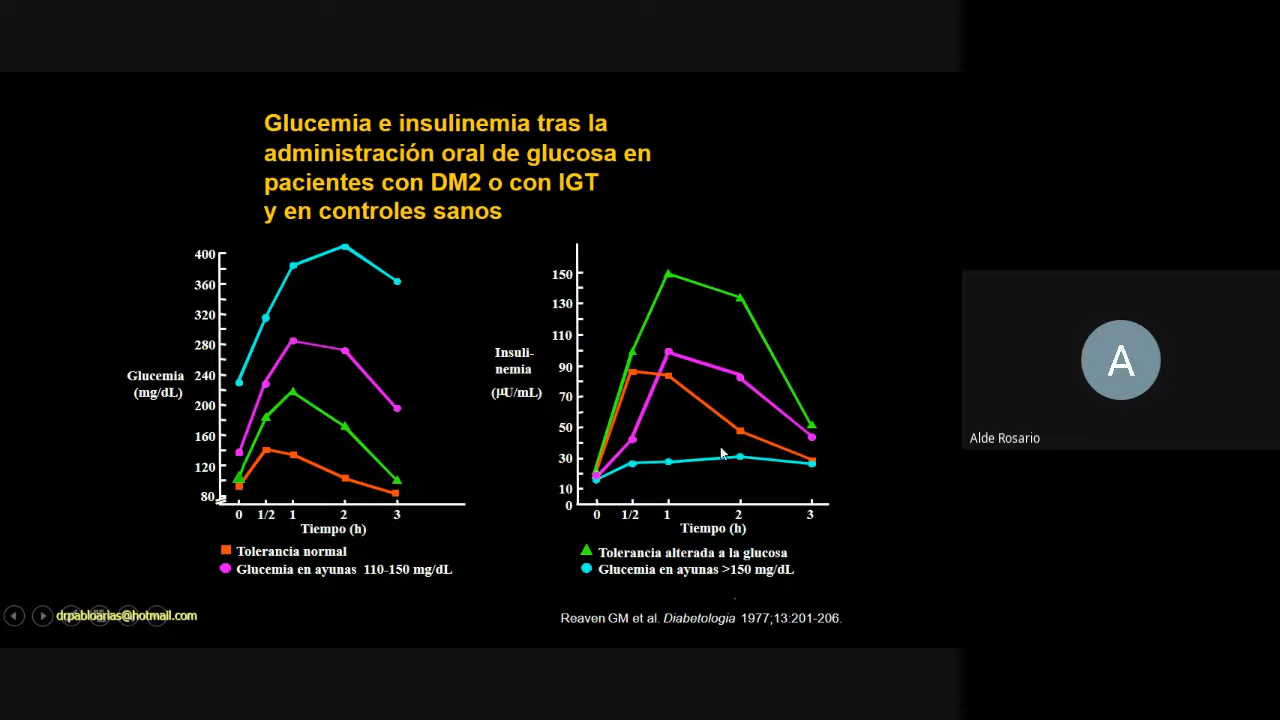 Glucemia e insulinemia tras la
administración oral de glucosa en
pacientes con DM2 o con IGT
y en controles sanos
400
360
320
280
240
200
160
120
80
Glucemia
(mg/dL)
0 1/2 1 2 3
Tiempo (h)
150
130
110
90
70
50
30
10
0
Insuli-
nemia
(µU/mL)
0 1/2 1 2 3
Tiempo (h)
Tolerancia normal
Glucemia en ayunas 110-150 mg/dL
Tolerancia alterada a la glucosa
Glucemia en ayunas >150 mg/dL
drpabloarias@hotmail.com
Reaven GM et al. Diabetologia 1977;13:201-206.
A
Alde Rosario